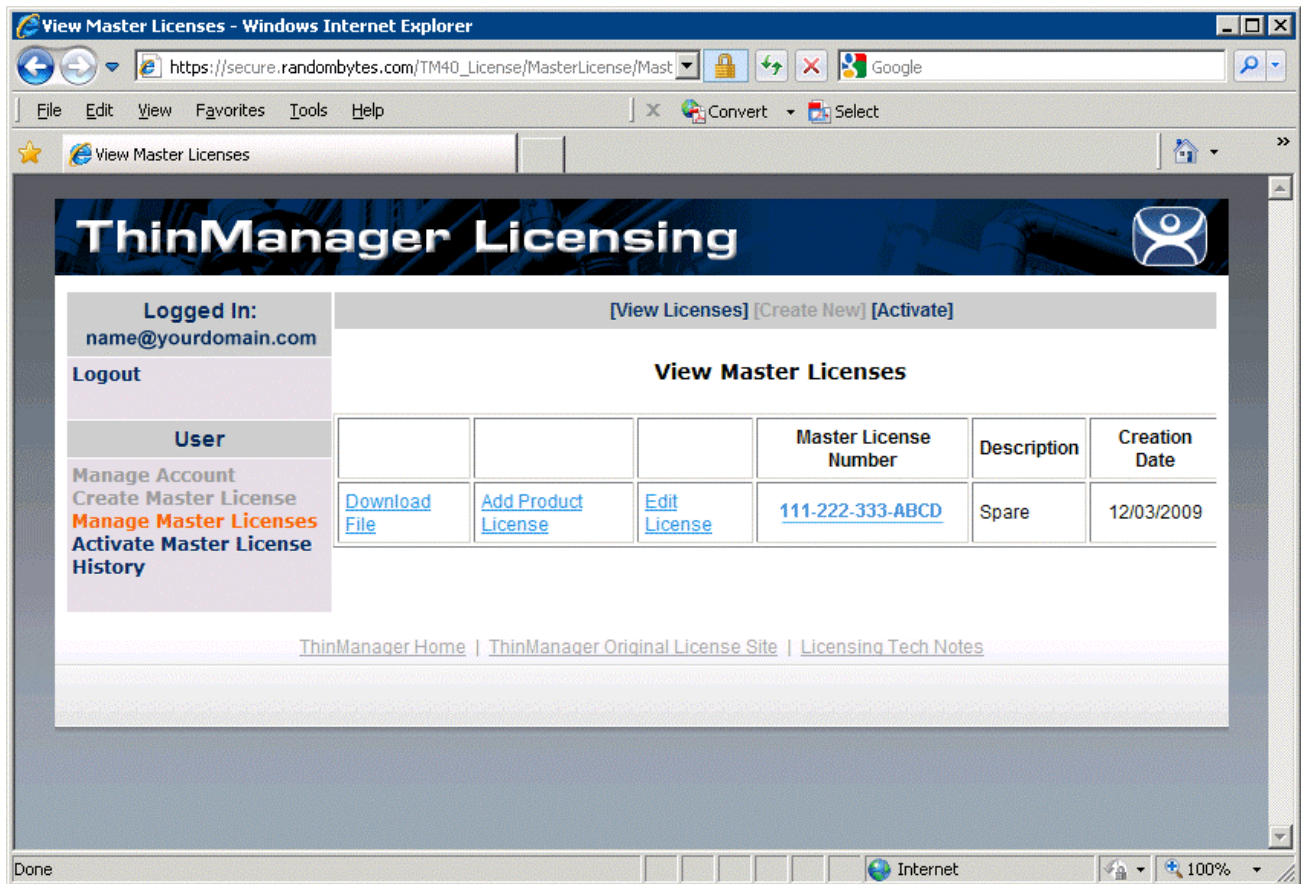 View Master Licenses - Windows Internet Explorer
https://secure.randombytes.com/TM40_License/MasterLicense/Mast
Google
File Edit View Favorites Tools Help
Convert Select
View Master Licenses
»
ThinManager Licensing
Logged In:
name@yourdomain.com
Logout
User
Manage Account
Create Master License
Manage Master Licenses
Activate Master License
History
[View Licenses] [Create New] [Activate]
View Master Licenses
Master License Number
Description
Creation Date
Download File
Add Product License
Edit License
111-222-333-ABCD
Spare
12/03/2009
ThinManager Home | ThinManager Original License Site | Licensing Tech Notes
Done
Internet
100%